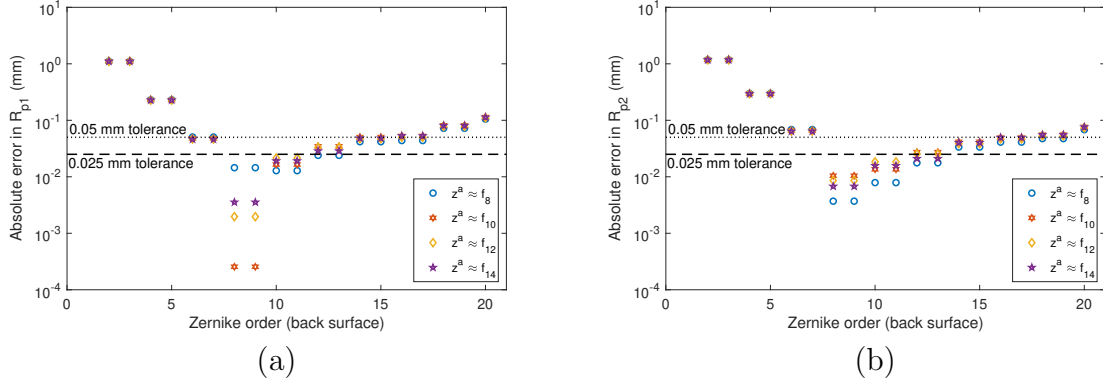 10^1
10^0
10^-1
10^-2
10^-3
10^-4
Absolute error in R_p1 (mm)
0.05 mm tolerance
0.025 mm tolerance
z^a ≈ f_8
z^a ≈ f_10
z^a ≈ f_12
z^a ≈ f_14
0 5 10 15 20
Zernike order (back surface)
(a)
10^1
10^0
10^-1
10^-2
10^-3
10^-4
Absolute error in R_p2 (mm)
0.05 mm tolerance
0.025 mm tolerance
z^a ≈ f_8
z^a ≈ f_10
z^a ≈ f_12
z^a ≈ f_14
0 5 10 15 20
Zernike order (back surface)
(b)